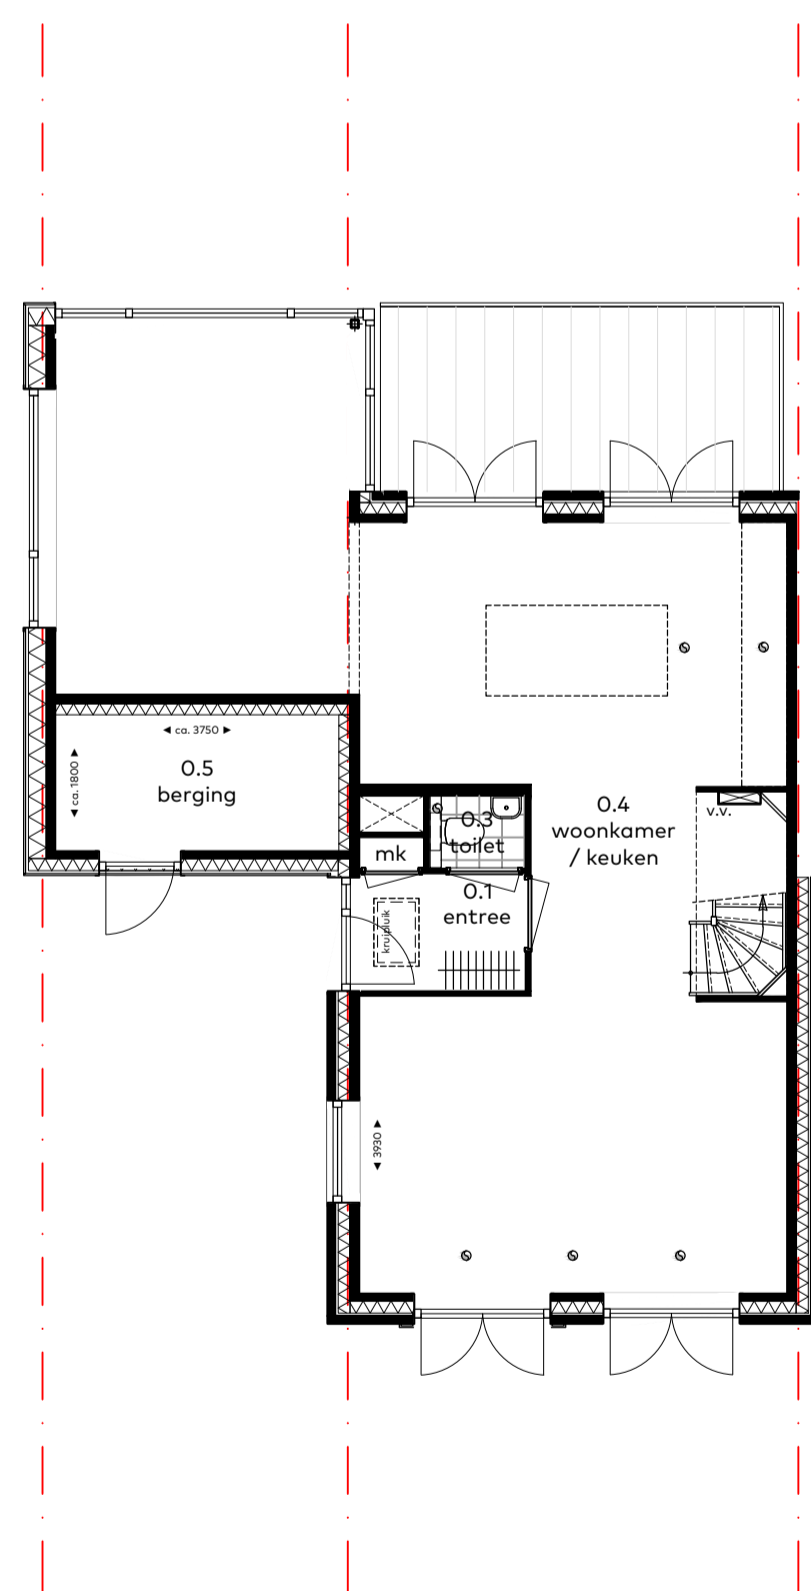 ◄ ca. 3750 ►
◄ ca. 1800 ►
0.5
berging
0.3
toilet
mk
0.1
entree
kruipluik
0.4
woonkamer
/ keuken
v.v.
◄ 3930 ►